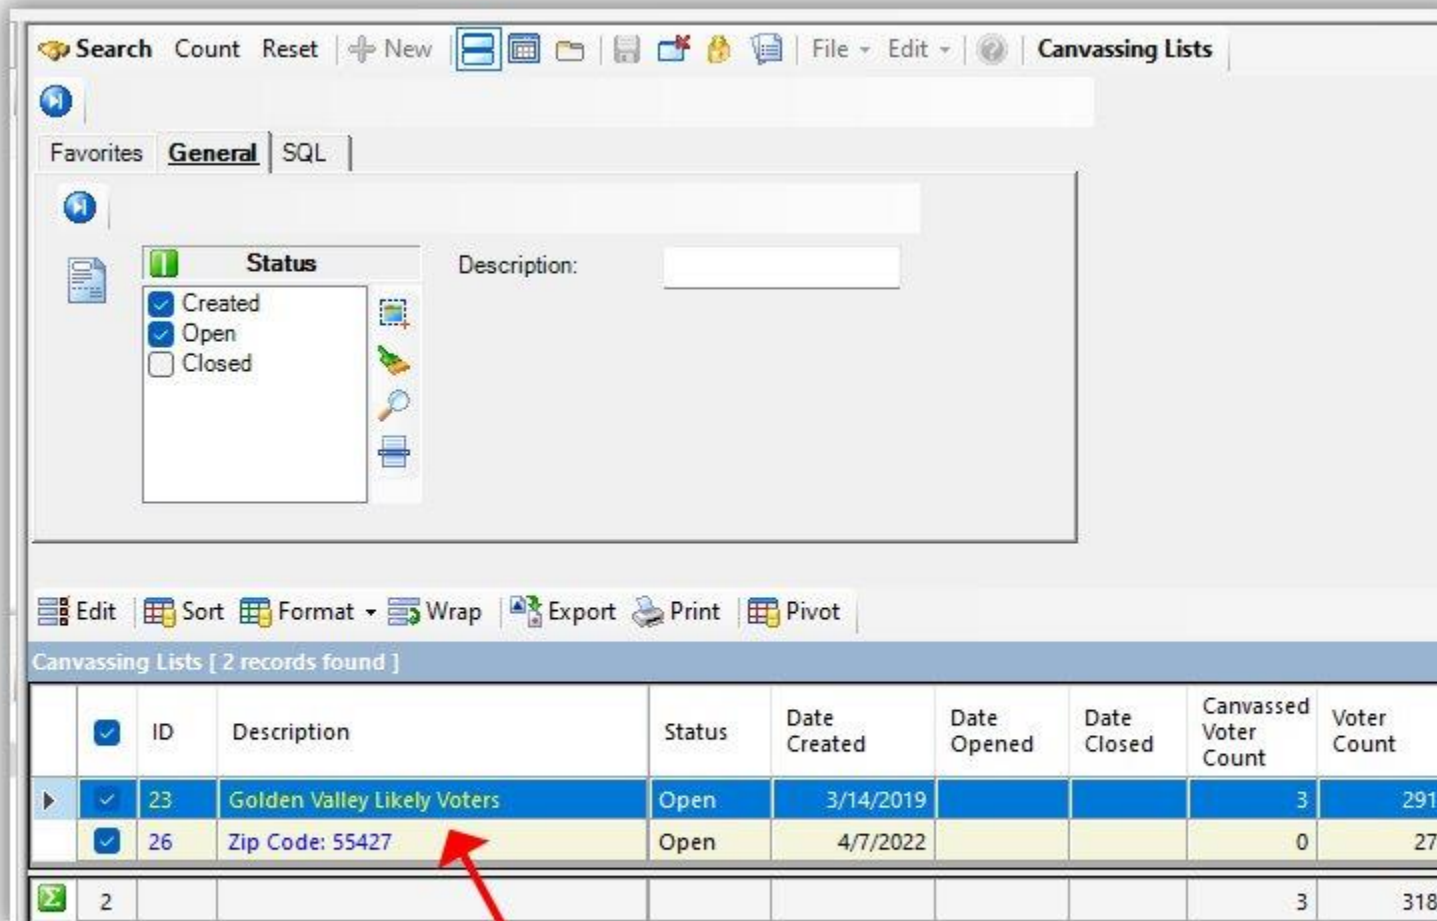 Search Count Reset New File Edit Canvassing Lists
Favorites General SQL
Status Description:
Created
Open
Closed
Edit Sort Format Wrap Export Print Pivot
Canvassing Lists [ 2 records found ]
ID Description Status Date Created Date Opened Date Closed Canvassed Voter Count Voter Count
23 Golden Valley Likely Voters Open 3/14/2019 3 291
26 Zip Code: 55427 Open 4/7/2022 0 27
Σ 2 3 318